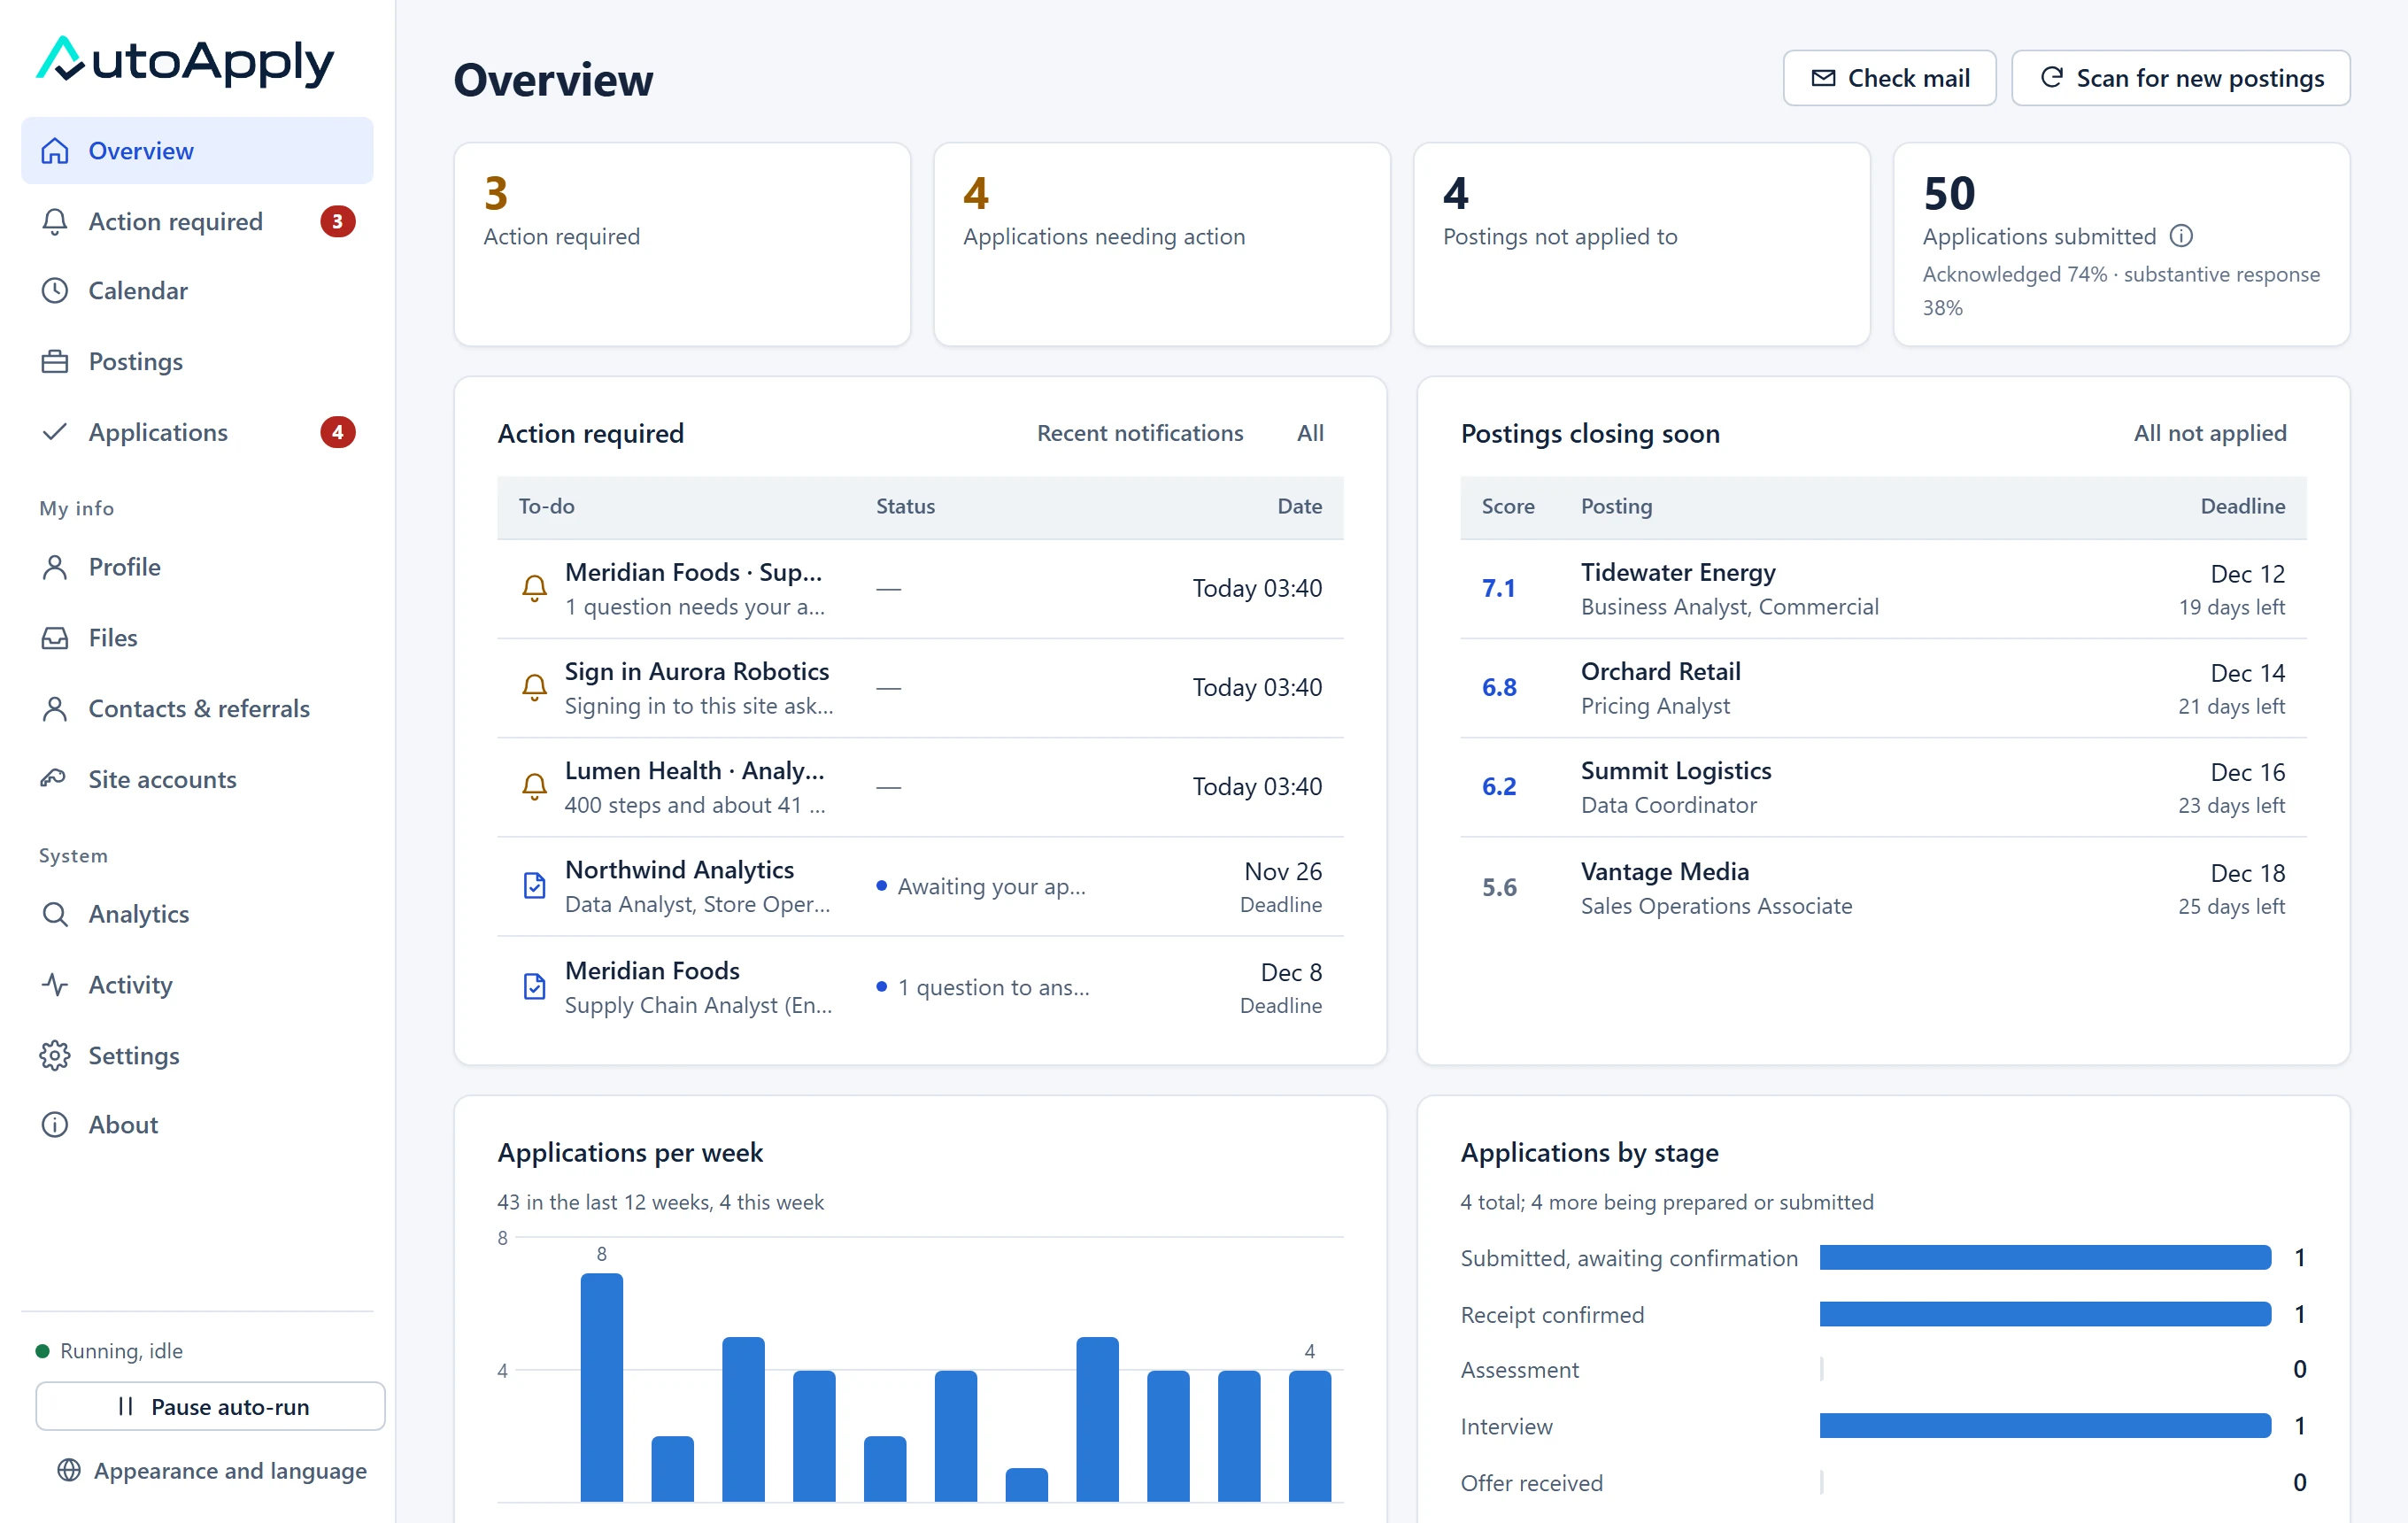 AutoApply
Overview
Action required 3
Calendar
Postings
Applications 4
My info
Profile
Files
Contacts & referrals
Site accounts
System
Analytics
Activity
Settings
About
Running, idle
Pause auto-run
Appearance and language
Overview
Check mail
Scan for new postings
3
Action required
4
Applications needing action
4
Postings not applied to
50
Applications submitted
Acknowledged 74% · substantive response
38%
Action required
Recent notifications
All
To-do Status Date
Meridian Foods · Sup...
1 question needs your a...
—
Today 03:40
Sign in Aurora Robotics
Signing in to this site ask...
—
Today 03:40
Lumen Health · Analy...
400 steps and about 41 ...
—
Today 03:40
Northwind Analytics
Data Analyst, Store Oper...
Awaiting your ap...
Nov 26
Deadline
Meridian Foods
Supply Chain Analyst (En...
1 question to ans...
Dec 8
Deadline
Postings closing soon
All not applied
Score Posting Deadline
7.1
Tidewater Energy
Business Analyst, Commercial
Dec 12
19 days left
6.8
Orchard Retail
Pricing Analyst
Dec 14
21 days left
6.2
Summit Logistics
Data Coordinator
Dec 16
23 days left
5.6
Vantage Media
Sales Operations Associate
Dec 18
25 days left
Applications per week
43 in the last 12 weeks, 4 this week
8
8
4
4
Applications by stage
4 total; 4 more being prepared or submitted
Submitted, awaiting confirmation 1
Receipt confirmed 1
Assessment 0
Interview 1
Offer received 0